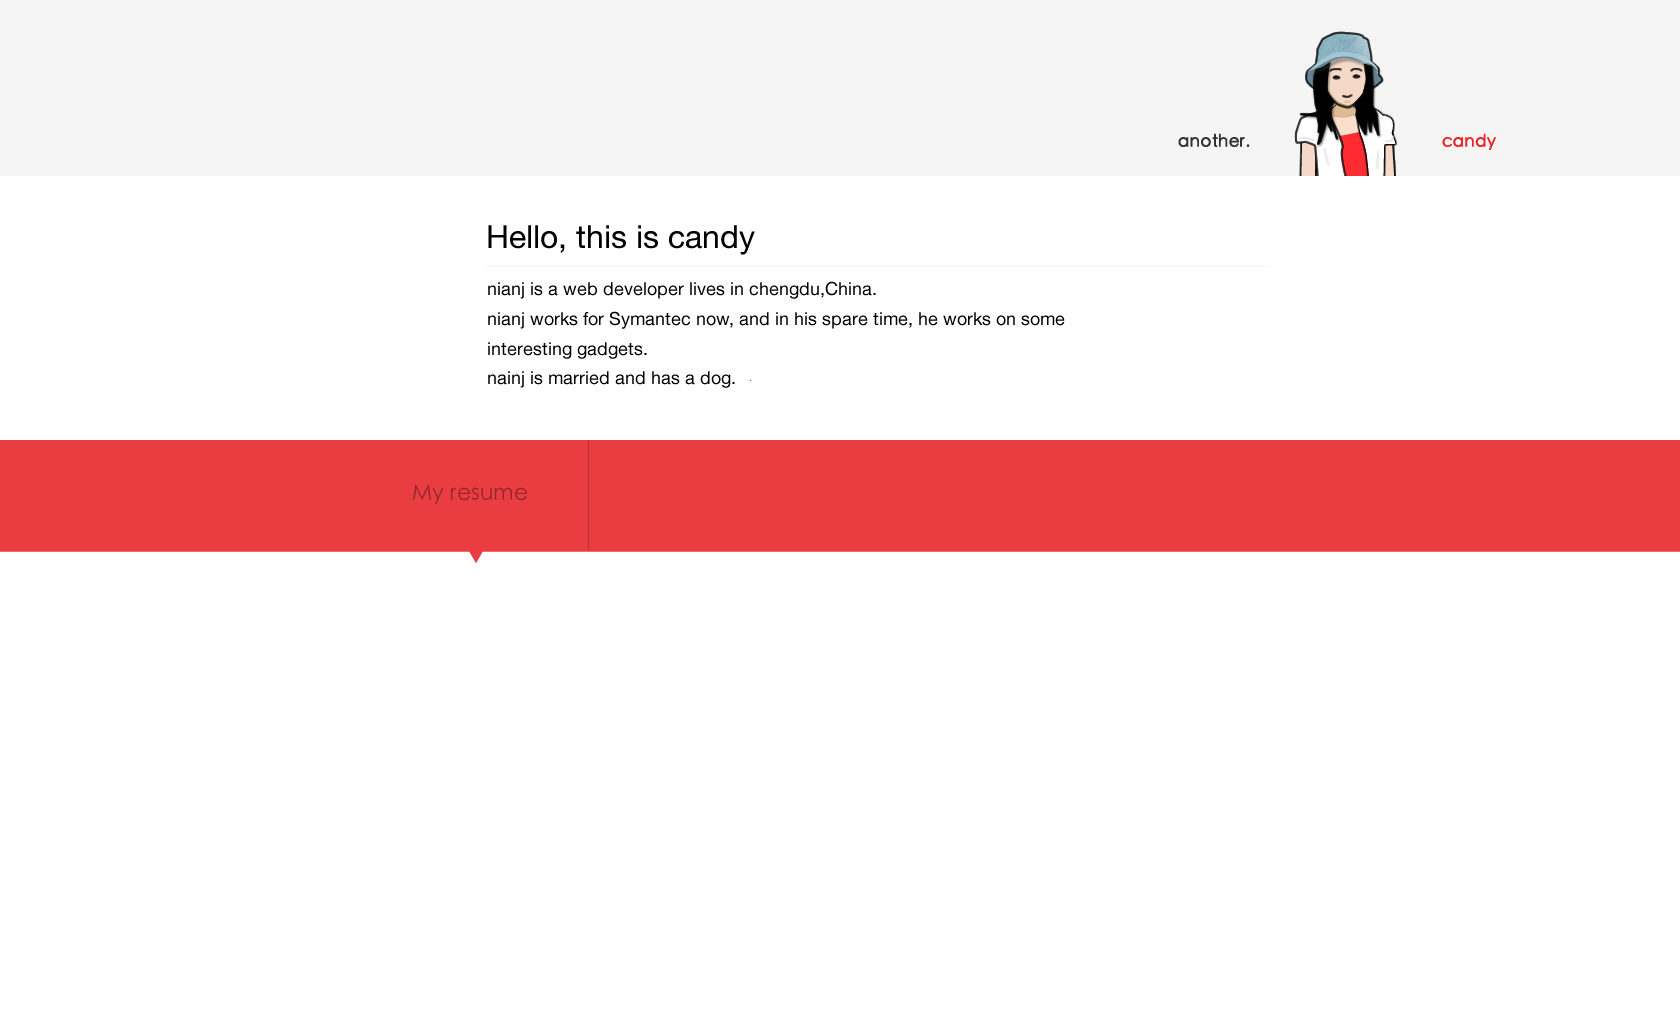 another.
candy
Hello, this is candy
nianj is a web developer lives in chengdu,China.
nianj works for Symantec now, and in his spare time, he works on some
interesting gadgets.
nainj is married and has a dog.
My resume